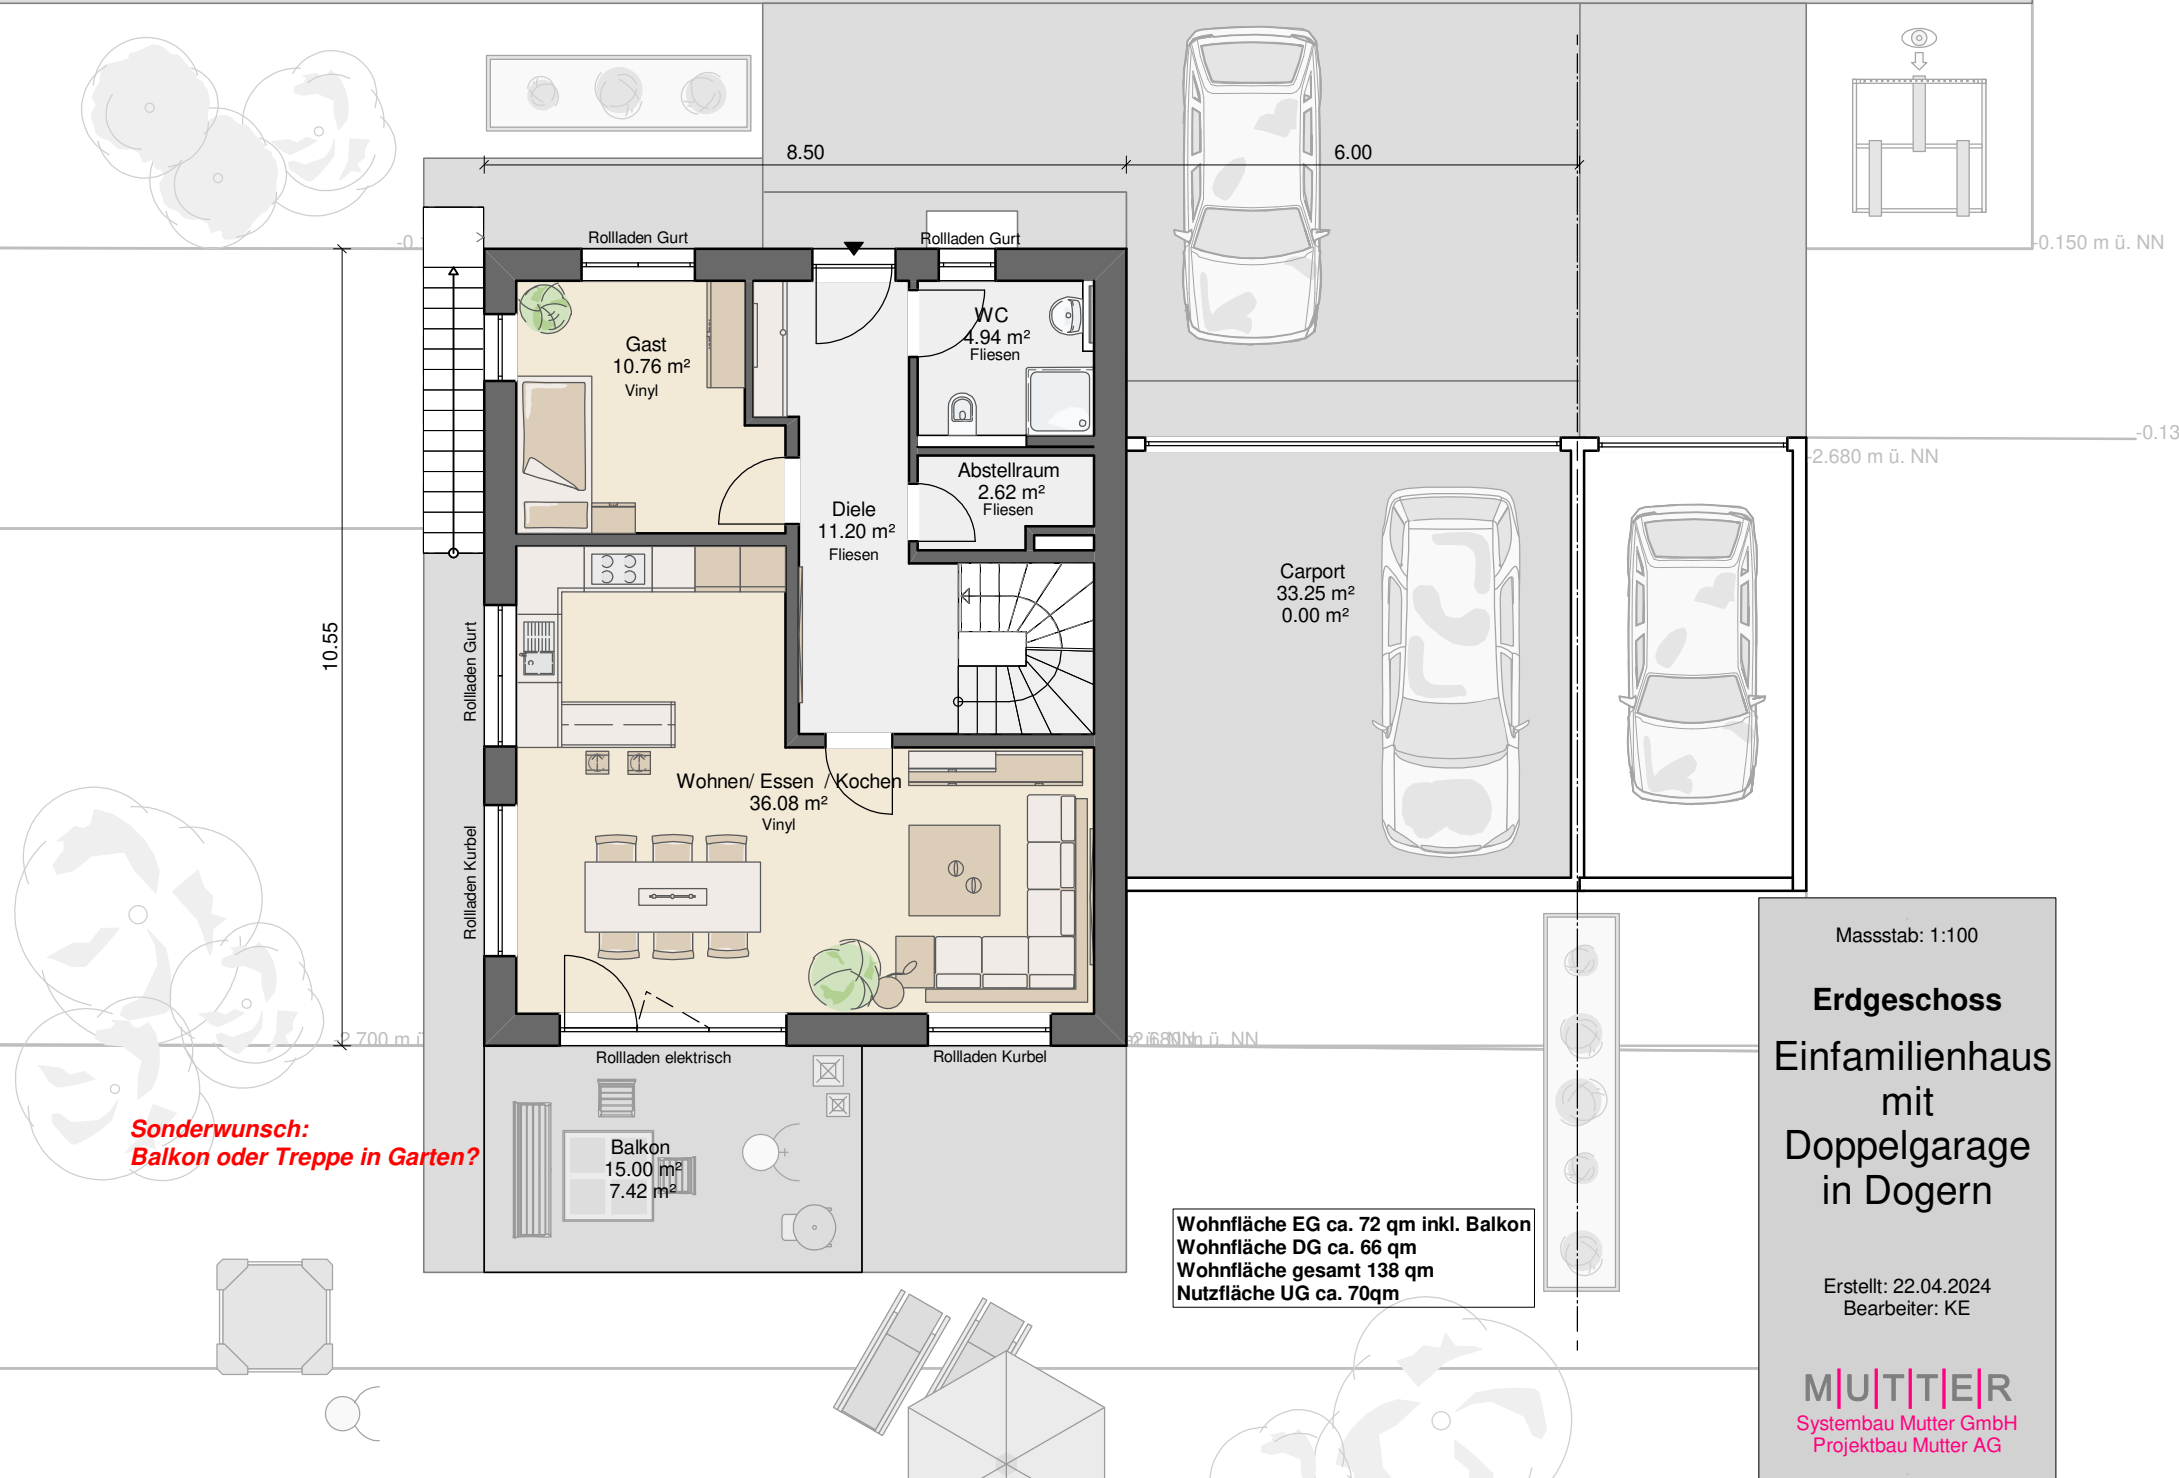 8.50
6.00
Rollladen Gurt
Rollladen Gurt
-0
-0.150 m ü. NN
WC
4.94 m²
Fliesen
Gast
10.76 m²
Vinyl
-0.13
-2.680 m ü. NN
Abstellraum
2.62 m²
Fliesen
Diele
11.20 m²
Fliesen
Carport
33.25 m²
0.00 m²
10.55
Rollladen Gurt
Wohnen/ Essen / Kochen
36.08 m²
Vinyl
Rollladen Kurbel
2.700 m ü
Rollladen elektrisch
Rollladen Kurbel
m ü. NN
Sonderwunsch:
Balkon oder Treppe in Garten?
Balkon
15.00 m²
7.42 m²
Wohnfläche EG ca. 72 qm inkl. Balkon
Wohnfläche DG ca. 66 qm
Wohnfläche gesamt 138 qm
Nutzfläche UG ca. 70qm
Massstab: 1:100
Erdgeschoss
Einfamilienhaus
mit
Doppelgarage
in Dogern
Erstellt: 22.04.2024
Bearbeiter: KE
M|U|T|T|E|R
Systembau Mutter GmbH
Projektbau Mutter AG